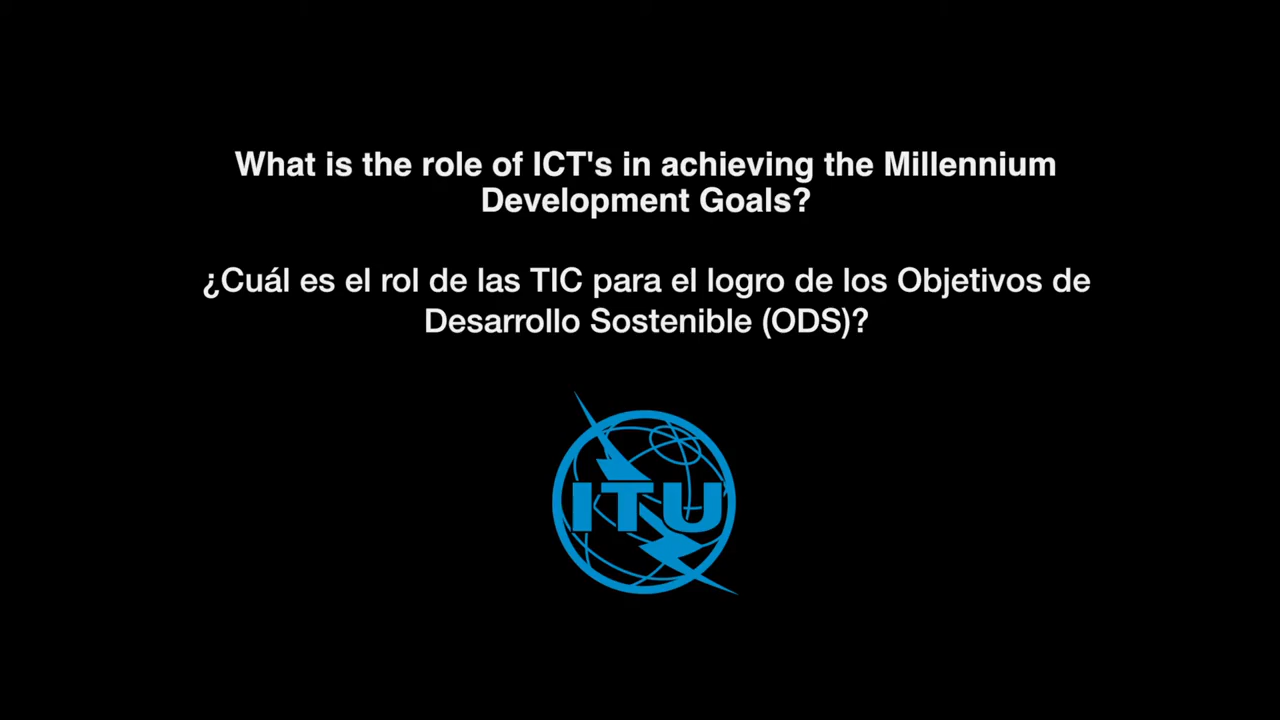 What is the role of ICT's in achieving the Millennium
Development Goals?
¿Cuál es el rol de las TIC para el logro de los Objetivos de
Desarrollo Sostenible (ODS)?
ITU